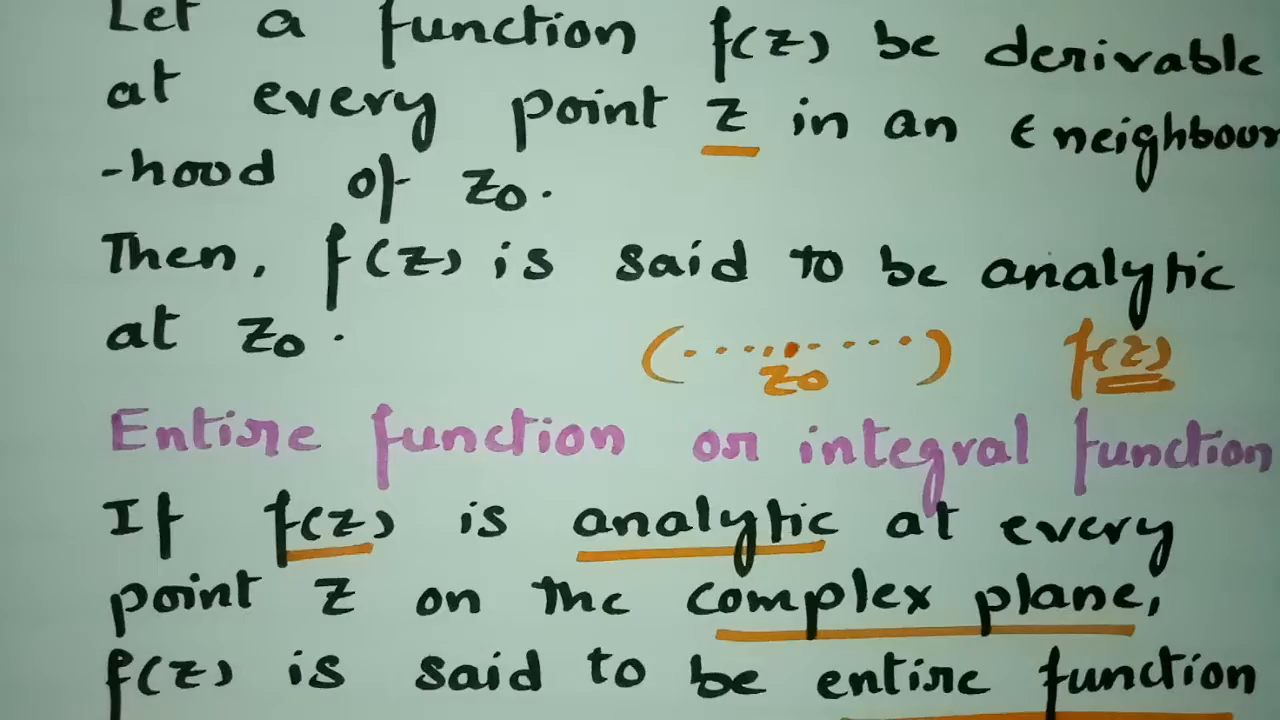 Let a function f(z) be derivable
at every point z in an ϵ neighbour
-hood of z0.
Then, f(z) is said to be analytic
at z0.
(............) f(z)
z0
Entire function or integral function
If f(z) is analytic at every
point z on the complex plane,
f(z) is said to be entire function